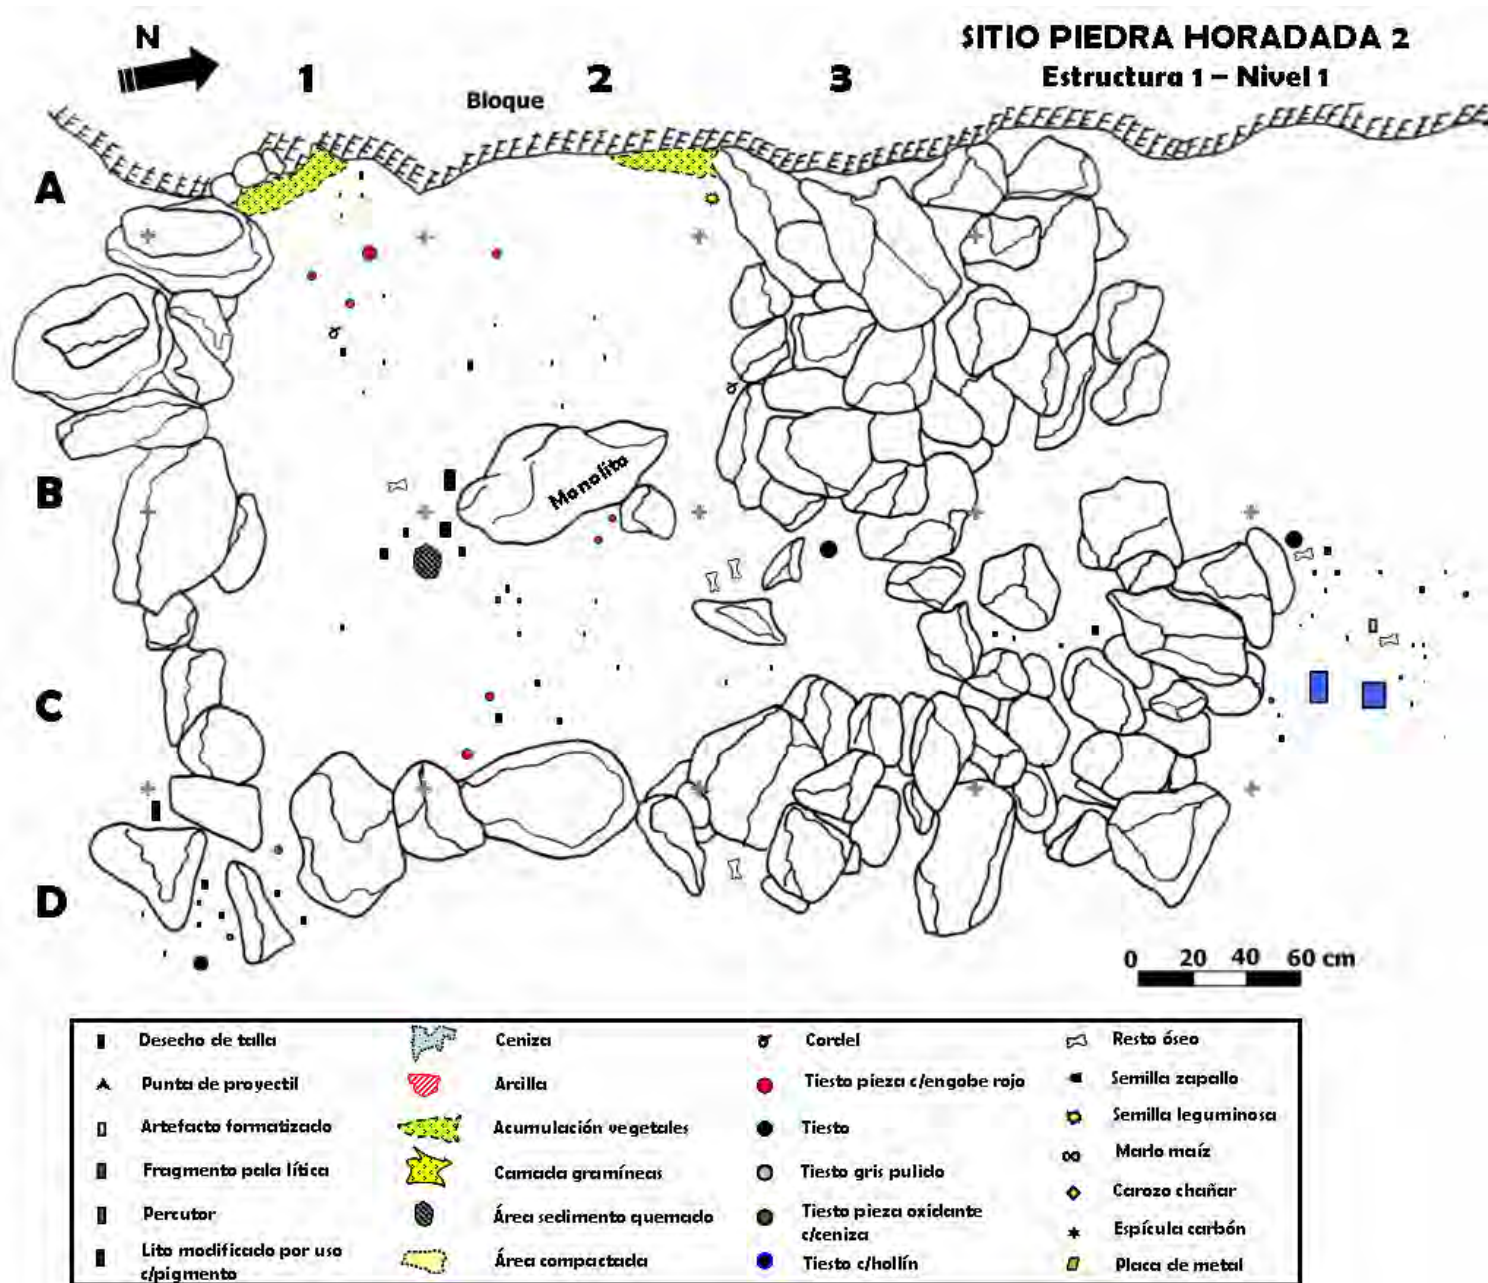 SITIO PIEDRA HORADADA 2
Estructura 1 – Nivel 1
N
1
2
3
Bloque
A
B
Monolito
C
D
0 20 40 60 cm
Desecho de talla
Punta de proyectil
Artefacto formatizado
Fragmento pala lítica
Percutor
Lito modificado por uso
c/pigmento
Ceniza
Arcilla
Acumulación vegetales
Camada gramíneas
Área sedimento quemado
Área compactada
Cordel
Tiesto pieza c/engobe rojo
Tiesto
Tiesto gris pulido
Tiesto pieza oxidante
c/ceniza
Tiesto c/hollín
Resto óseo
Semilla zapallo
Semilla leguminosa
Marlo maíz
Carozo chañar
Espícula carbón
Placa de metal